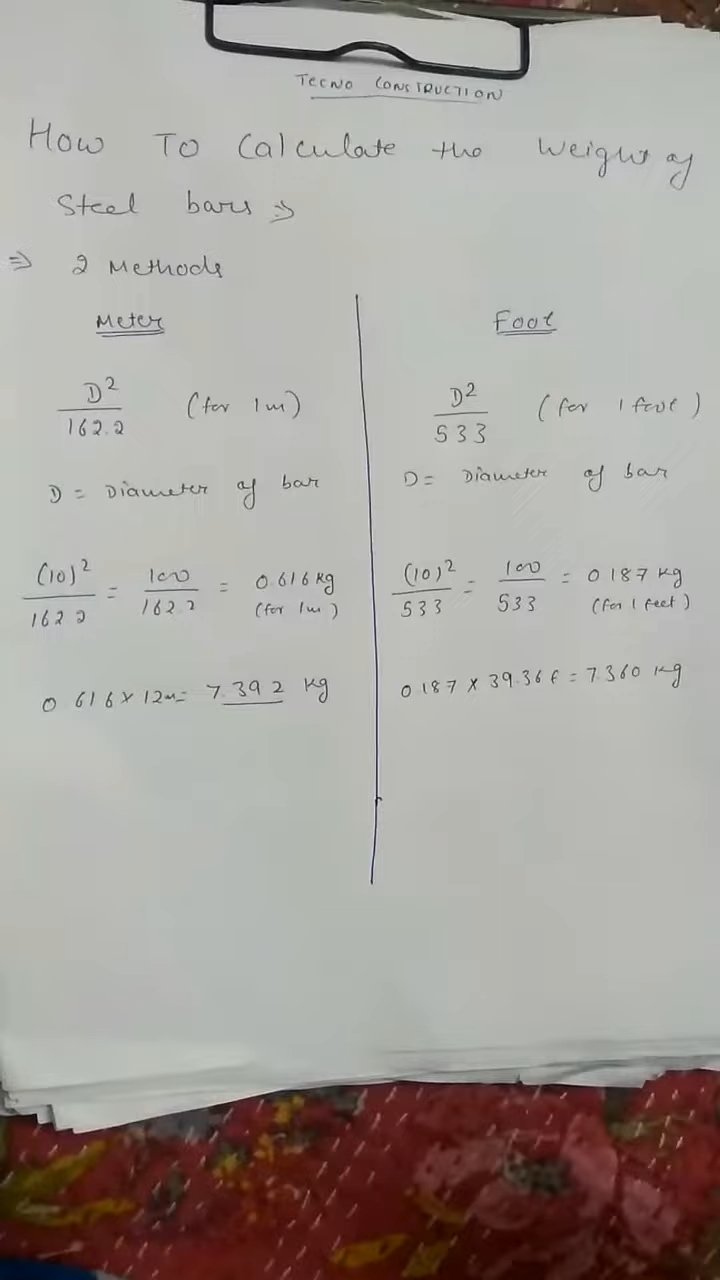 TECNO CONSTRUCTION
HOW TO Calculate the Weight of
Steel bars ⇒
⇒ 2 Methods
Meter
D²/162.2 (for 1m)
D = Diameter of bar
(10)²/162 2 = 100/162.2 = 0.616 kg
(for 1m)
0 616 × 12m = 7.392 kg
Foot
D²/533 (for 1 foot)
D = Diameter of bar
(10)²/533 = 100/533 = 0 187 kg
(for 1 feet)
0 187 × 39.36 f = 7.360 kg